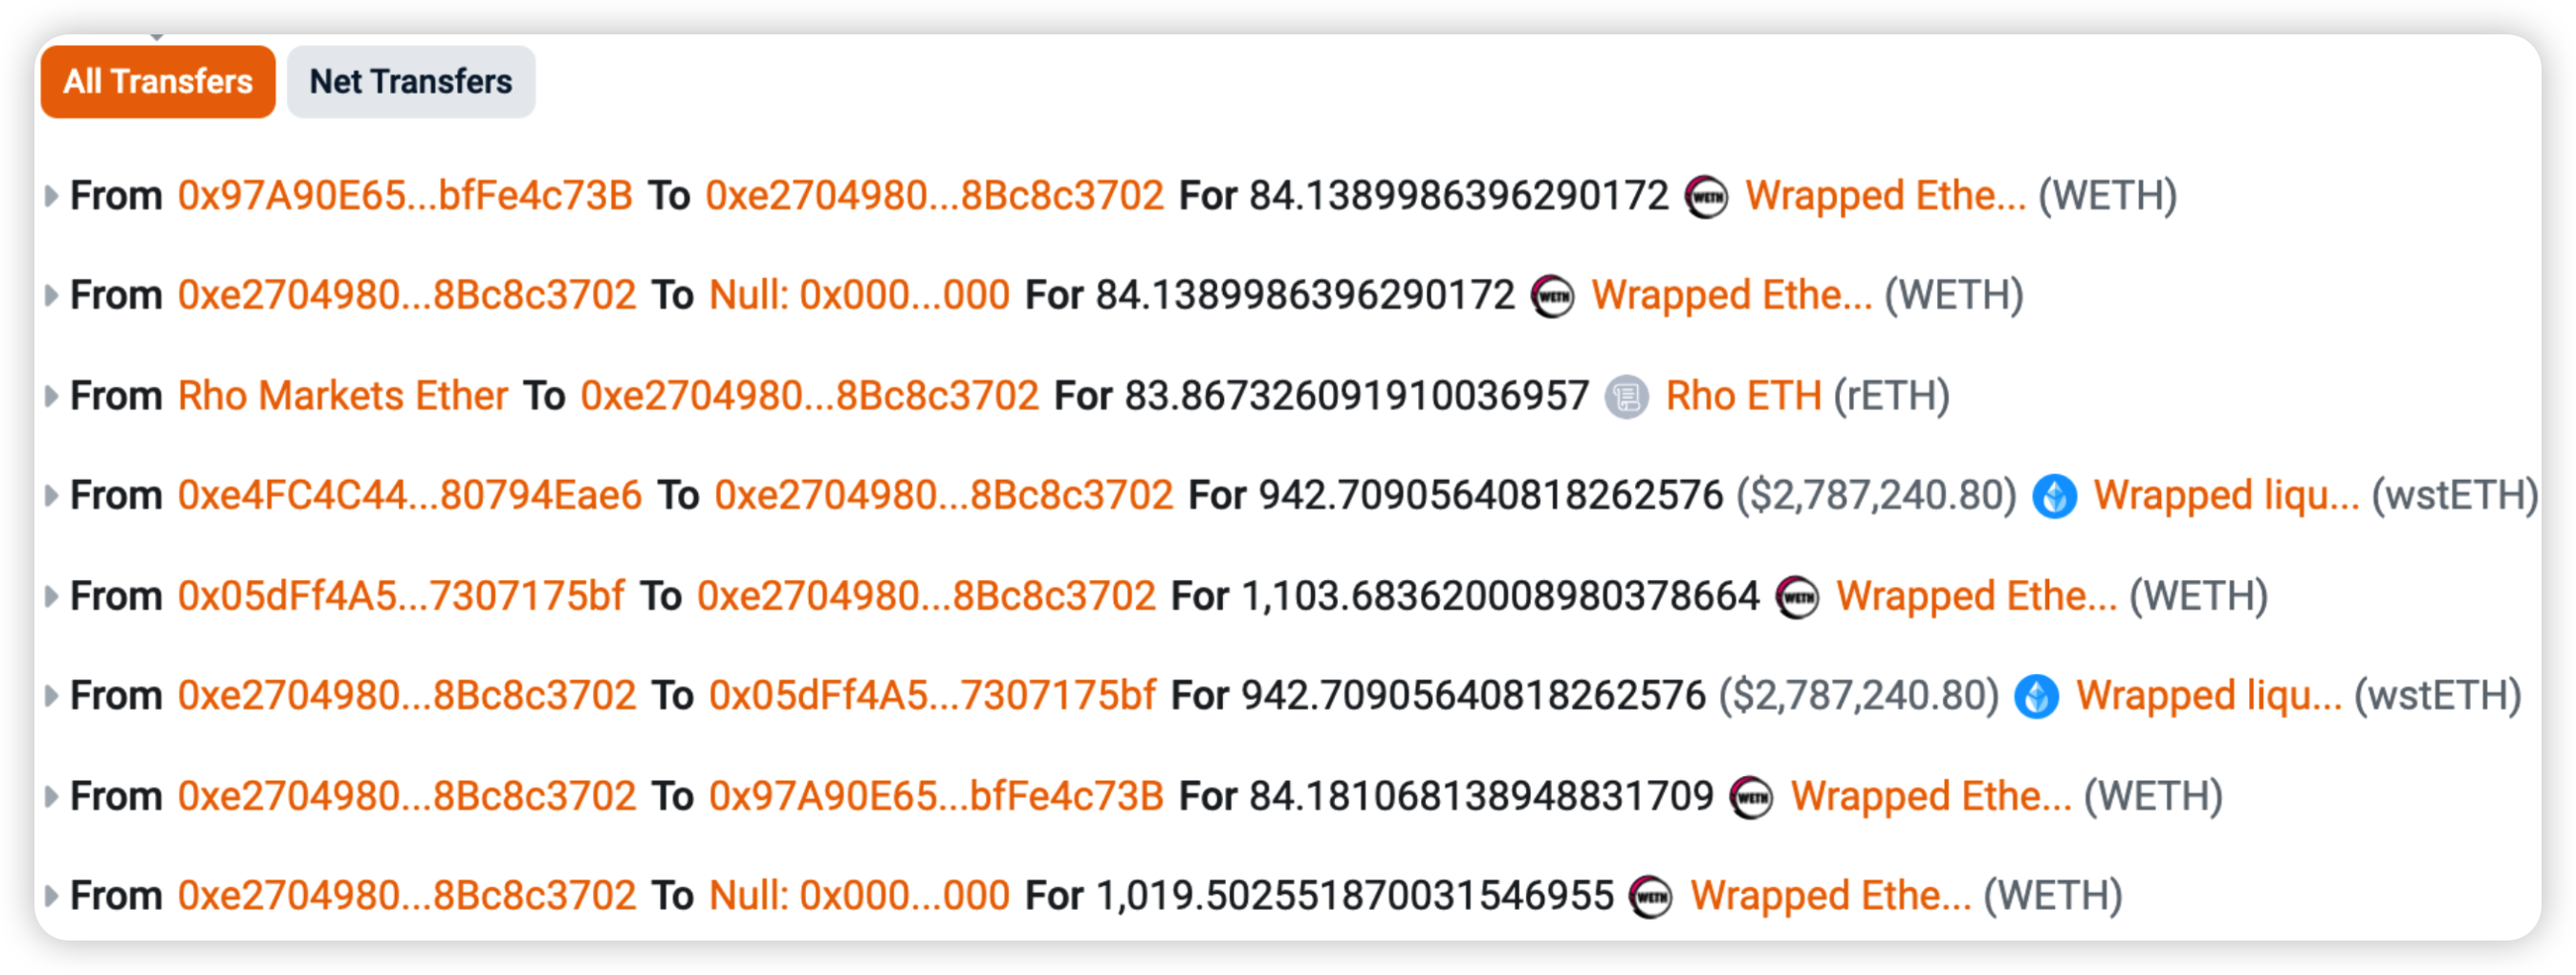 All Transfers Net Transfers
From 0x97A90E65...bfFe4c73B To 0xe2704980...8Bc8c3702 For 84.1389986396290172 WETH Wrapped Ethe... (WETH)
From 0xe2704980...8Bc8c3702 To Null: 0x000...000 For 84.1389986396290172 WETH Wrapped Ethe... (WETH)
From Rho Markets Ether To 0xe2704980...8Bc8c3702 For 83.867326091910036957 Rho ETH (rETH)
From 0xe4FC4C44...80794Eae6 To 0xe2704980...8Bc8c3702 For 942.70905640818262576 ($2,787,240.80) Wrapped liqu... (wstETH)
From 0x05dFf4A5...7307175bf To 0xe2704980...8Bc8c3702 For 1,103.683620008980378664 WETH Wrapped Ethe... (WETH)
From 0xe2704980...8Bc8c3702 To 0x05dFf4A5...7307175bf For 942.70905640818262576 ($2,787,240.80) Wrapped liqu... (wstETH)
From 0xe2704980...8Bc8c3702 To 0x97A90E65...bfFe4c73B For 84.181068138948831709 WETH Wrapped Ethe... (WETH)
From 0xe2704980...8Bc8c3702 To Null: 0x000...000 For 1,019.502551870031546955 WETH Wrapped Ethe... (WETH)